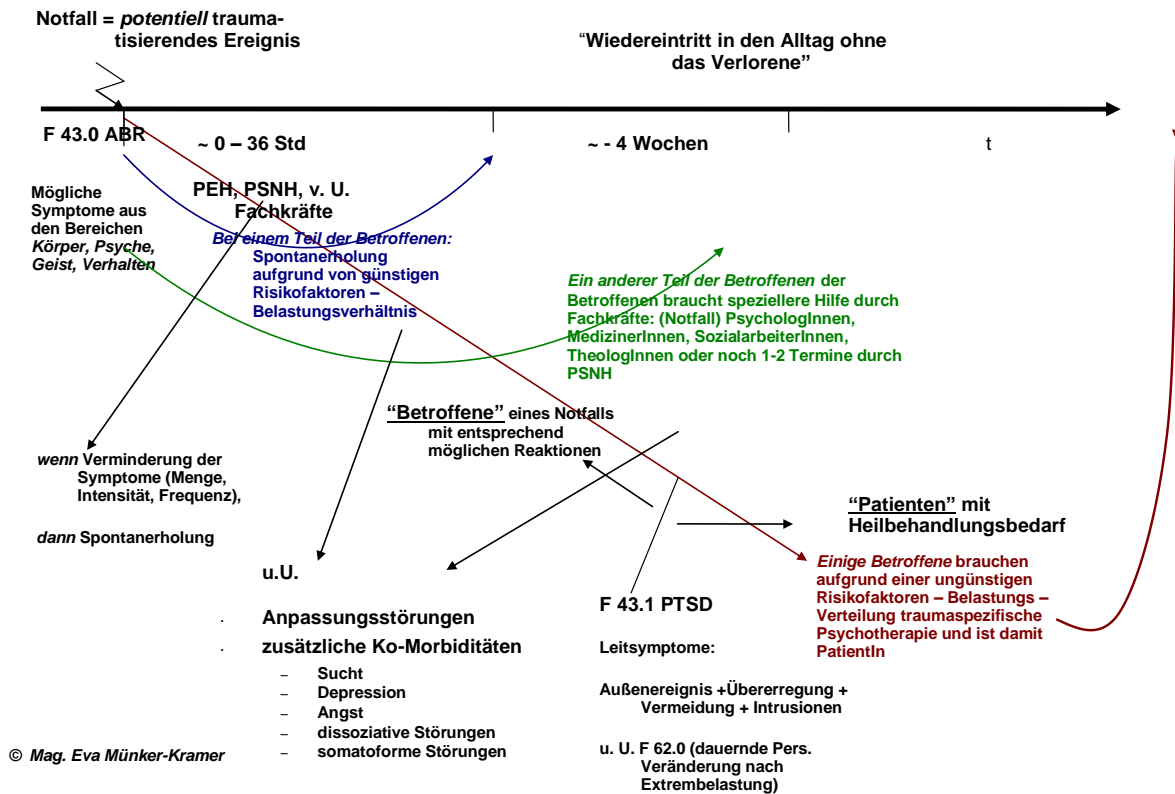 Notfall = potentiell trauma-
tisierendes Ereignis
“Wiedereintritt in den Alltag ohne
das Verlorene”
F 43.0 ABR
~ 0 – 36 Std
~ - 4 Wochen
t
Mögliche
Symptome aus
den Bereichen
Körper, Psyche,
Geist, Verhalten
PEH, PSNH, v. U.
Fachkräfte
Bei einem Teil der Betroffenen:
Spontanerholung
aufgrund von günstigen
Risikofaktoren –
Belastungsverhältnis
Ein anderer Teil der Betroffenen der
Betroffenen braucht speziellere Hilfe durch
Fachkräfte: (Notfall) PsychologInnen,
MedizinerInnen, SozialarbeiterInnen,
TheologInnen oder noch 1-2 Termine durch
PSNH
“Betroffene” eines Notfalls
mit entsprechend
möglichen Reaktionen
wenn Verminderung der
Symptome (Menge,
Intensität, Frequenz),
dann Spontanerholung
“Patienten” mit
Heilbehandlungsbedarf
Einige Betroffene brauchen
aufgrund einer ungünstigen
Risikofaktoren – Belastungs –
Verteilung traumaspezifische
Psychotherapie und ist damit
PatientIn
u.U.
· Anpassungsstörungen
· zusätzliche Ko-Morbiditäten
– Sucht
– Depression
– Angst
– dissoziative Störungen
– somatoforme Störungen
F 43.1 PTSD
Leitsymptome:
Außenereignis +Übererregung +
Vermeidung + Intrusionen
u. U. F 62.0 (dauernde Pers.
Veränderung nach
Extrembelastung)
© Mag. Eva Münker-Kramer